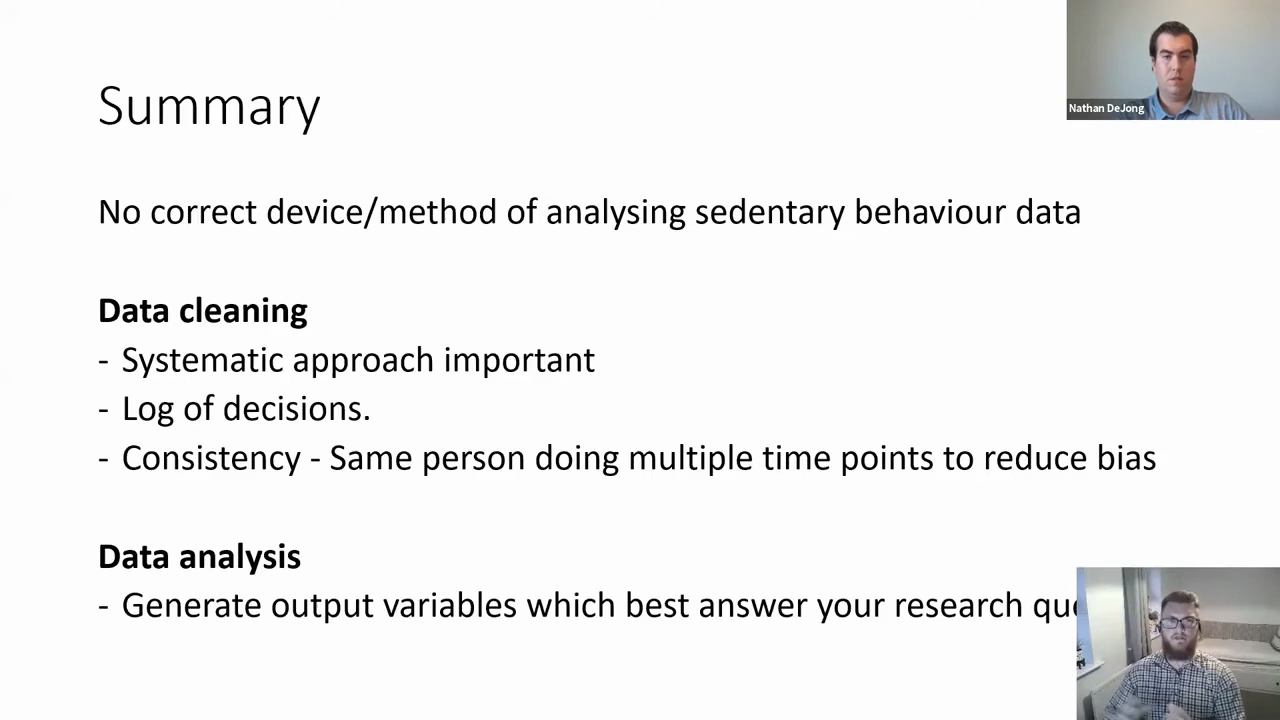 Summary
Nathan DeJong
No correct device/method of analysing sedentary behaviour data
Data cleaning
- Systematic approach important
- Log of decisions.
- Consistency - Same person doing multiple time points to reduce bias
Data analysis
- Generate output variables which best answer your research